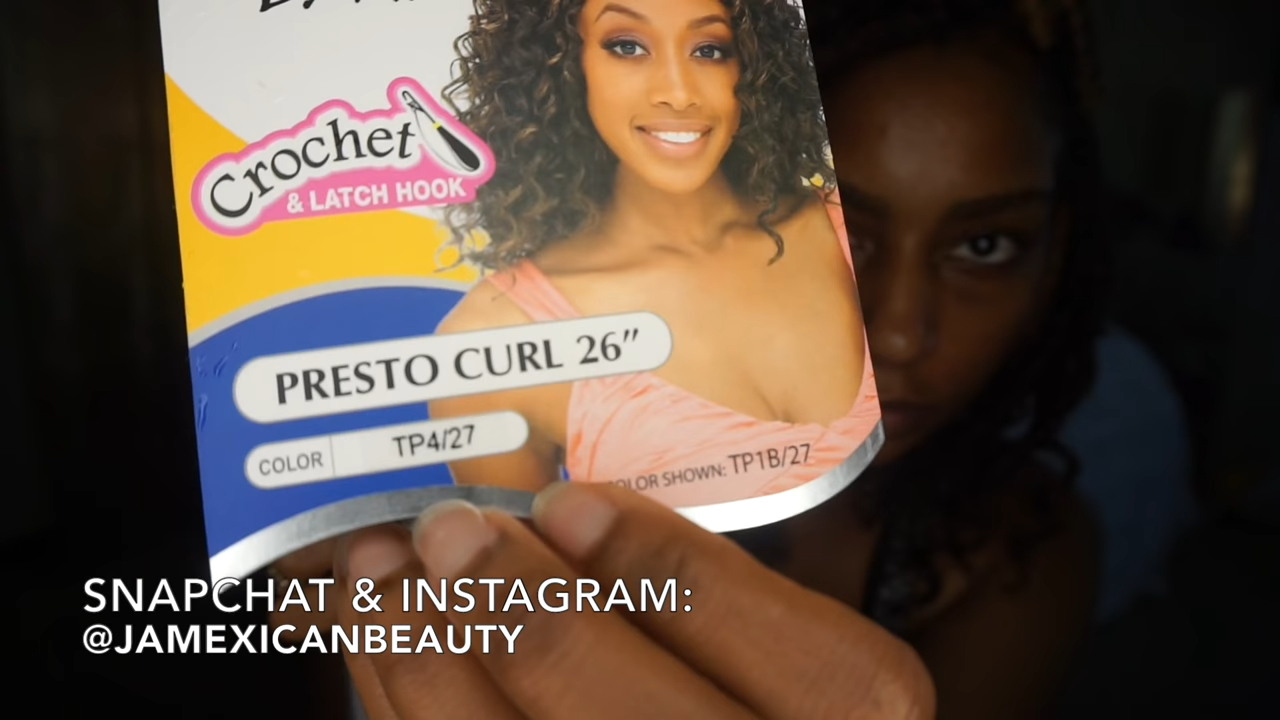 Crochet
& LATCH HOOK
PRESTO CURL 26"
COLOR TP4/27
COLOR SHOWN: TP1B/27
SNAPCHAT & INSTAGRAM:
@JAMEXICANBEAUTY